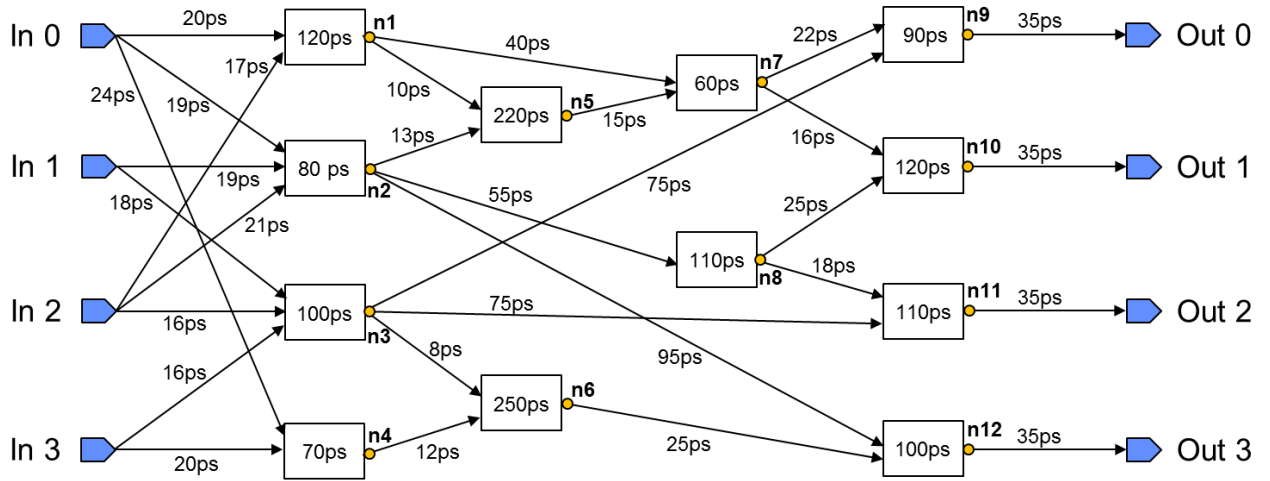 20ps
n1
n9
35ps
In 0
120ps
40ps
22ps
90ps
Out 0
17ps
n7
24ps
10ps
60ps
19ps
220ps
n5
15ps
13ps
16ps
n10
35ps
In 1
80 ps
120ps
Out 1
19ps
n2
75ps
18ps
55ps
25ps
21ps
110ps
18ps
n8
n11
35ps
In 2
100ps
75ps
110ps
Out 2
16ps
n3
8ps
95ps
16ps
n6
250ps
n4
25ps
n12
35ps
In 3
70ps
12ps
100ps
Out 3
20ps